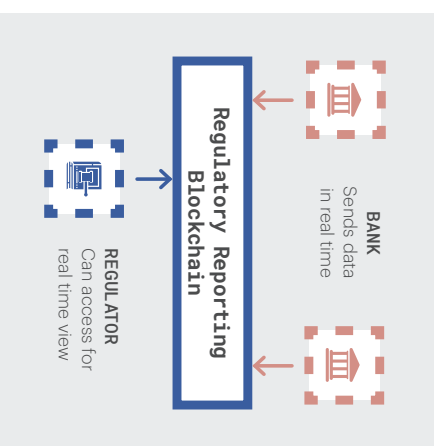 BANK
Sends data
in real time
Regulatory Reporting
Blockchain
REGULATOR
Can access for
real time view